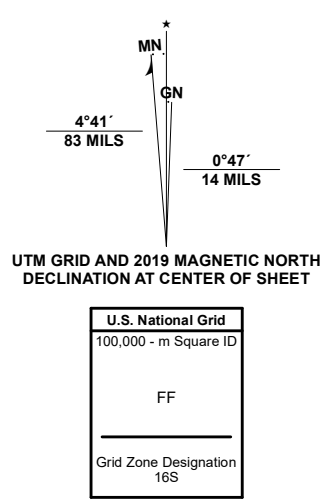 MN
GN
4°41´
83 MILS
0°47´
14 MILS
UTM GRID AND 2019 MAGNETIC NORTH
DECLINATION AT CENTER OF SHEET
U.S. National Grid
100,000 - m Square ID
FF
Grid Zone Designation
16S